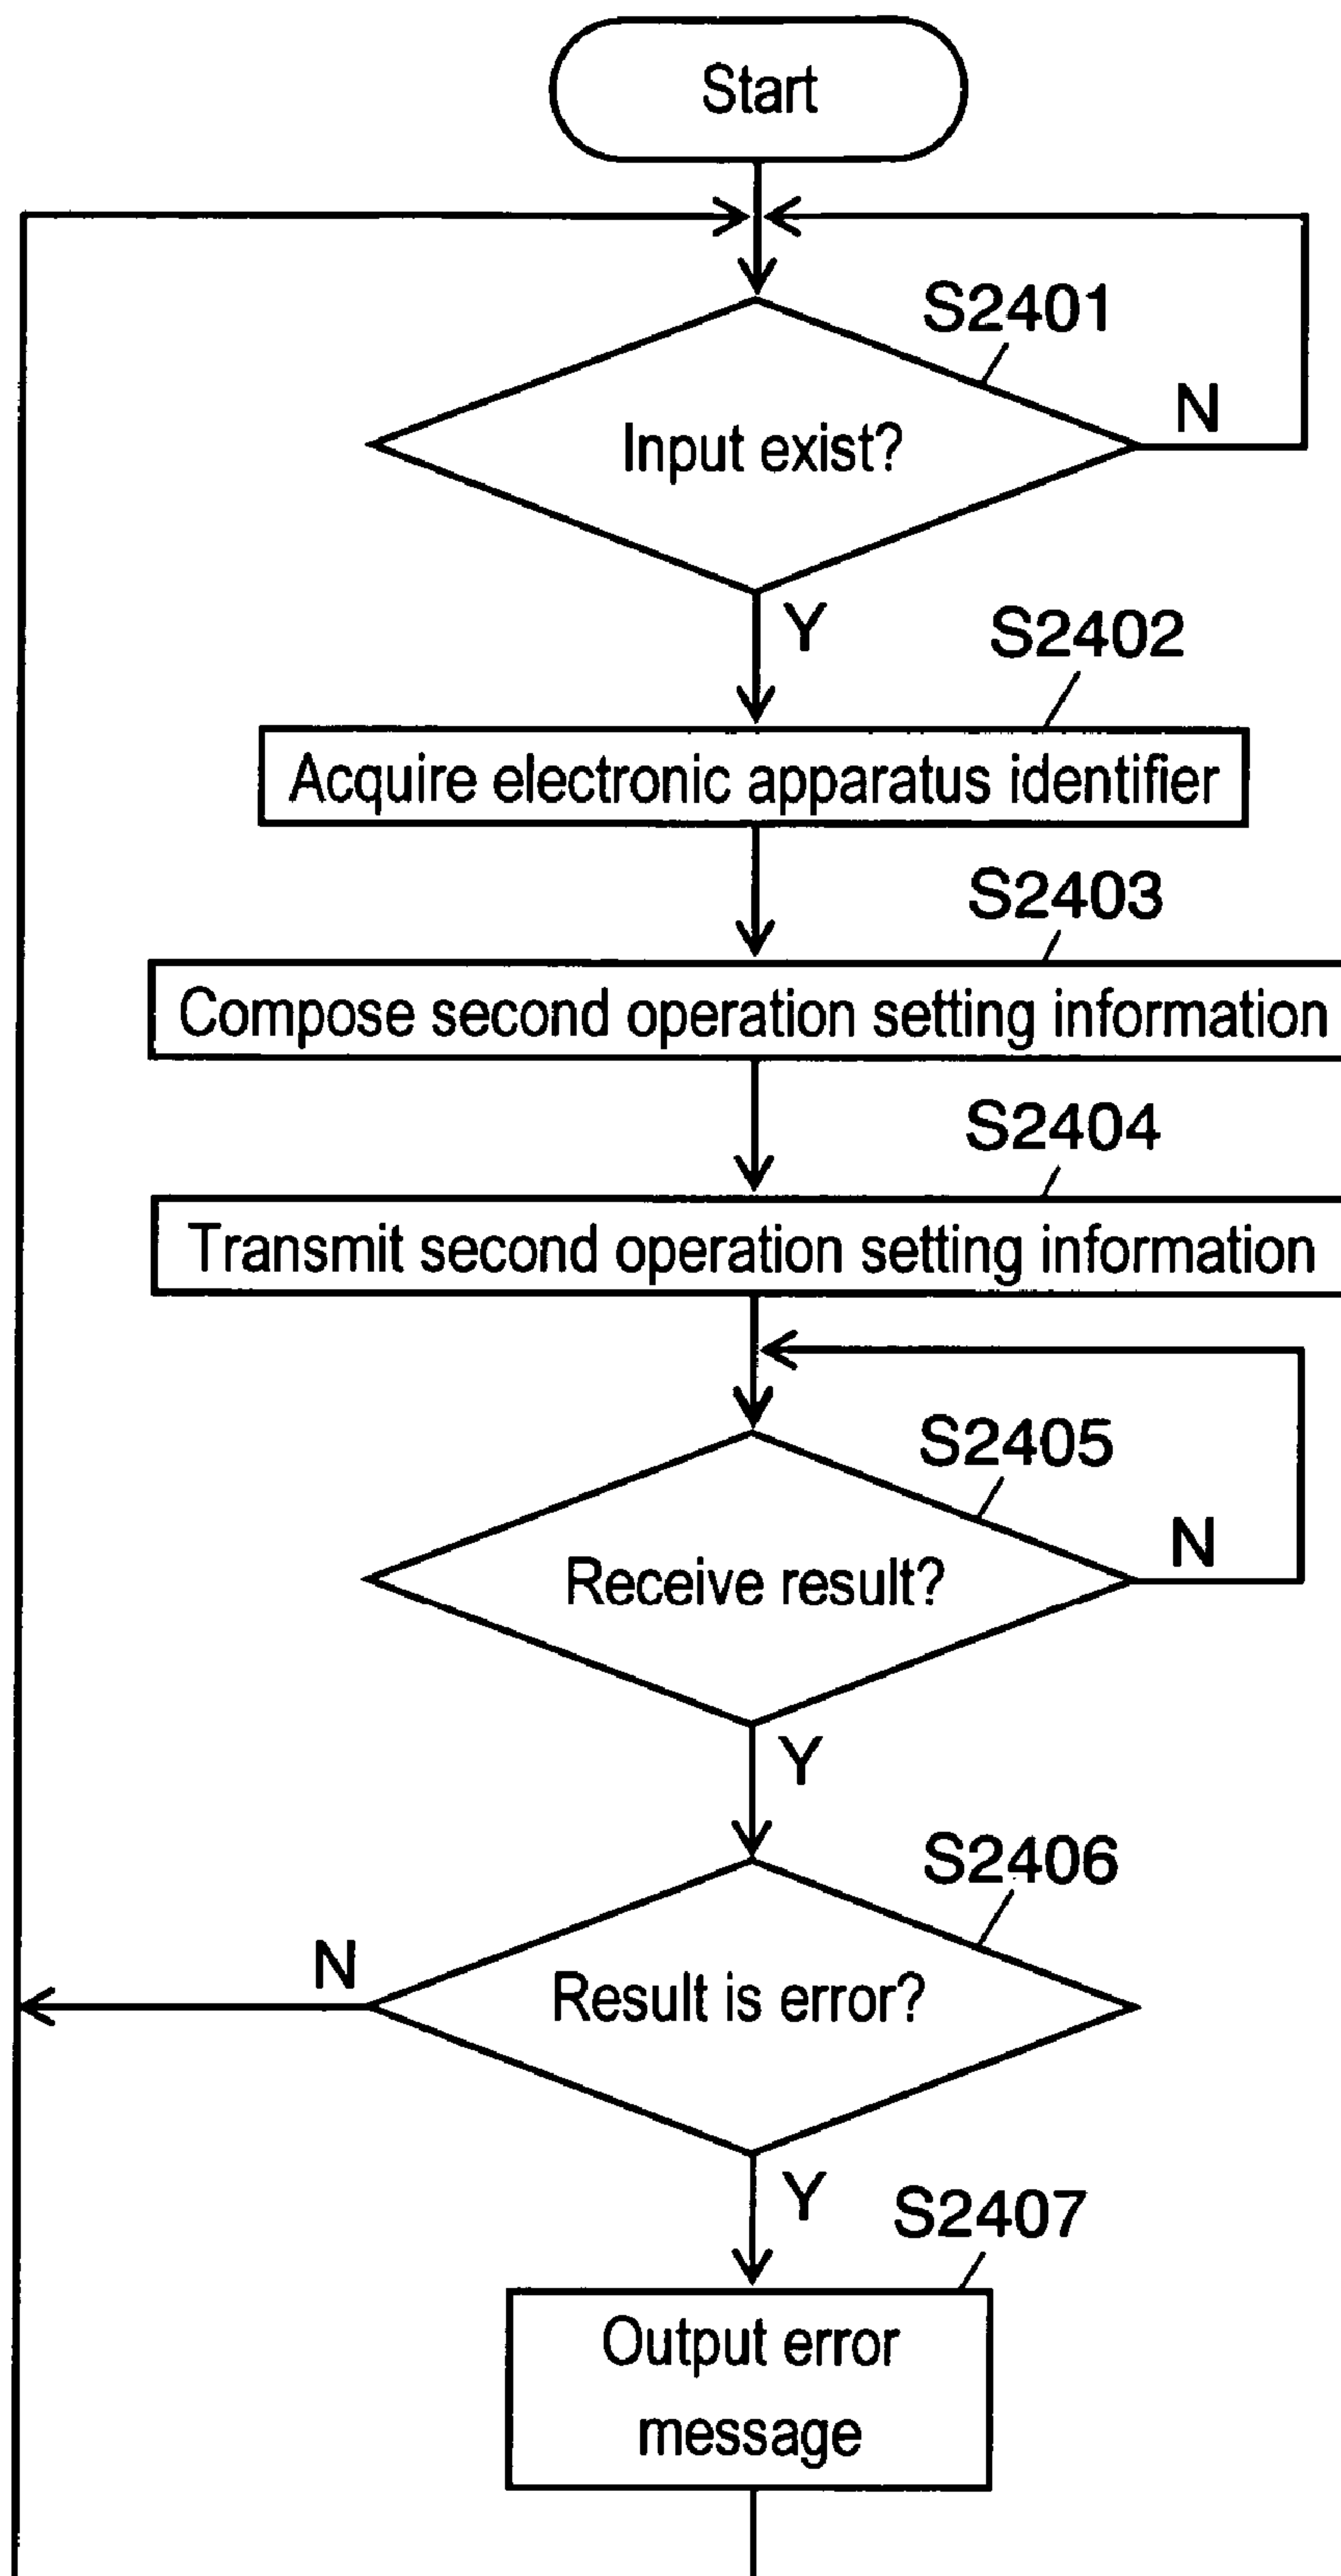 Start
S2401
Input exist?
N
Y
S2402
Acquire electronic apparatus identifier
S2403
Compose second operation setting information
S2404
Transmit second operation setting information
S2405
Receive result?
N
Y
S2406
N
Result is error?
Y
S2407
Output error
message